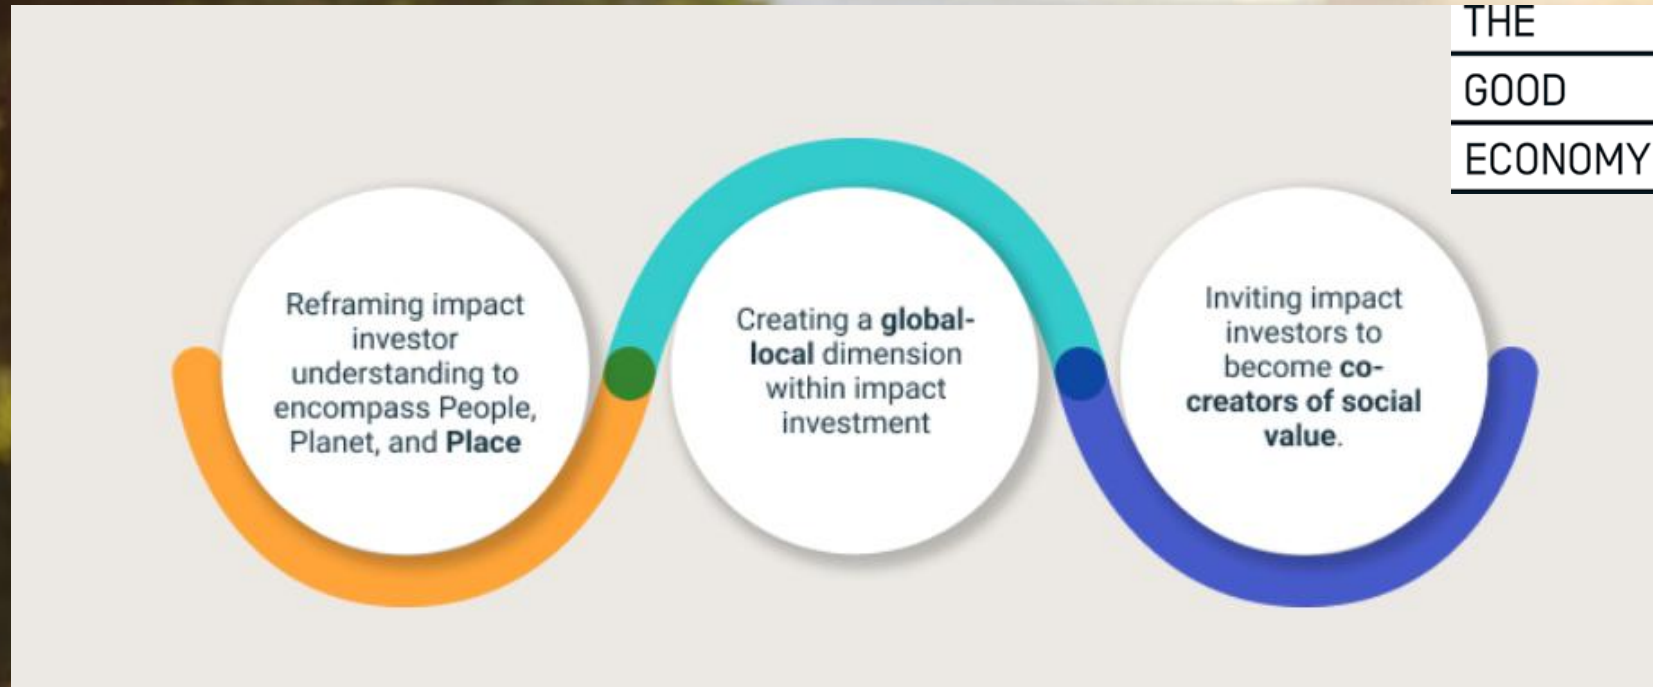 THE
GOOD
ECONOMY
Reframing impact
investor
understanding to
encompass People,
Planet, and Place
Creating a global-
local dimension
within impact
investment
Inviting impact
investors to
become co-
creators of social
value.